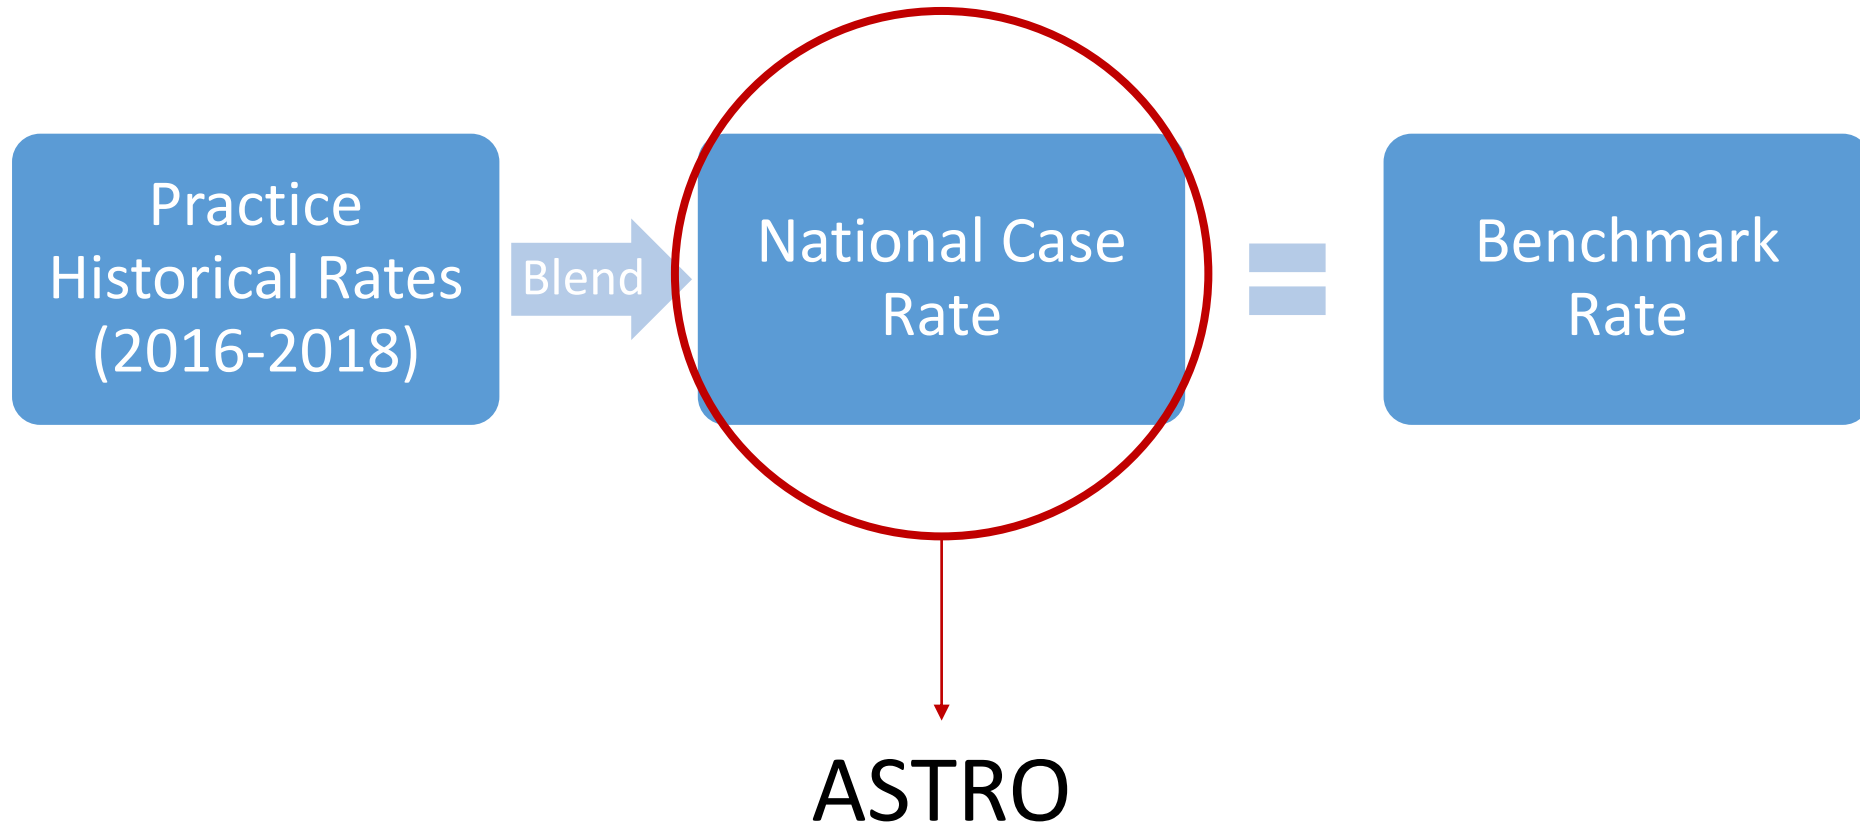 Practice
Historical Rates
(2016-2018)
Blend
National Case
Rate
Benchmark
Rate
ASTRO